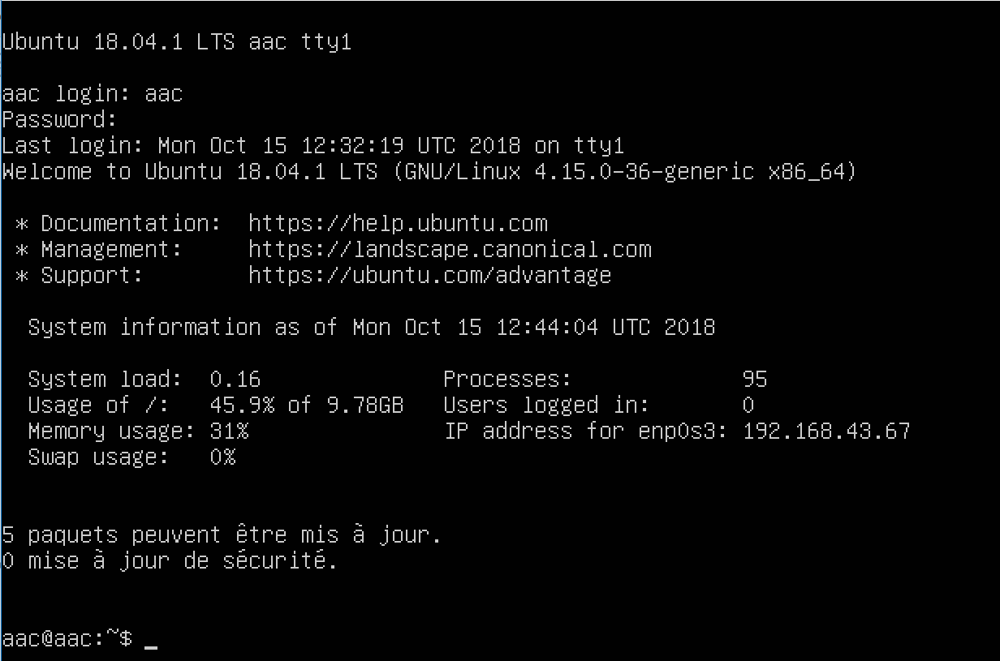 Ubuntu 18.04.1 LTS aac tty1
aac login: aac
Password:
Last login: Mon Oct 15 12:32:19 UTC 2018 on tty1
Welcome to Ubuntu 18.04.1 LTS (GNU/Linux 4.15.0-36-generic x86_64)
* Documentation: https://help.ubuntu.com
* Management: https://landscape.canonical.com
* Support: https://ubuntu.com/advantage
System information as of Mon Oct 15 12:44:04 UTC 2018
System load: 0.16 Processes: 95
Usage of /: 45.9% of 9.78GB Users logged in: 0
Memory usage: 31% IP address for enp0s3: 192.168.43.67
Swap usage: 0%
5 paquets peuvent être mis à jour.
0 mise à jour de sécurité.
aac@aac:~$ _